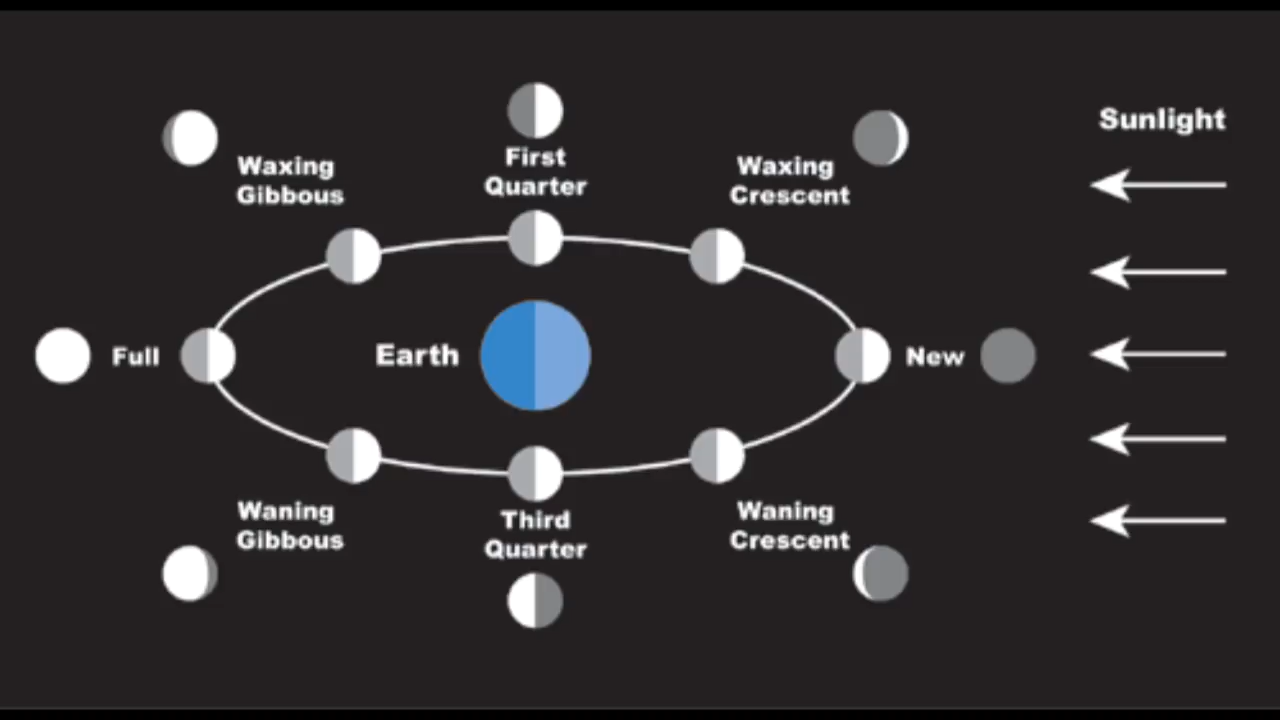 Sunlight
Waxing
Gibbous
First
Quarter
Waxing
Crescent
Full
Earth
New
Waning
Gibbous
Third
Quarter
Waning
Crescent